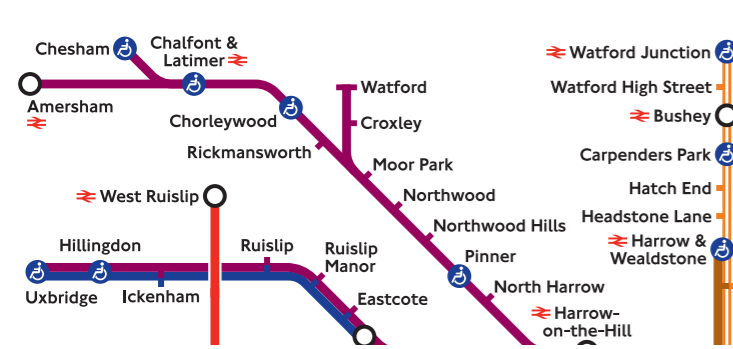 Chesham
Chalfont &
Latimer
Watford Junction
Amersham
Watford
Watford High Street
Chorleywood
Croxley
Bushey
Rickmansworth
Moor Park
Carpenders Park
West Ruislip
Northwood
Hatch End
Northwood Hills
Headstone Lane
Hillingdon
Ruislip
Ruislip
Manor
Pinner
Harrow &
Wealdstone
Uxbridge
Ickenham
Eastcote
North Harrow
Harrow-
on-the-Hill